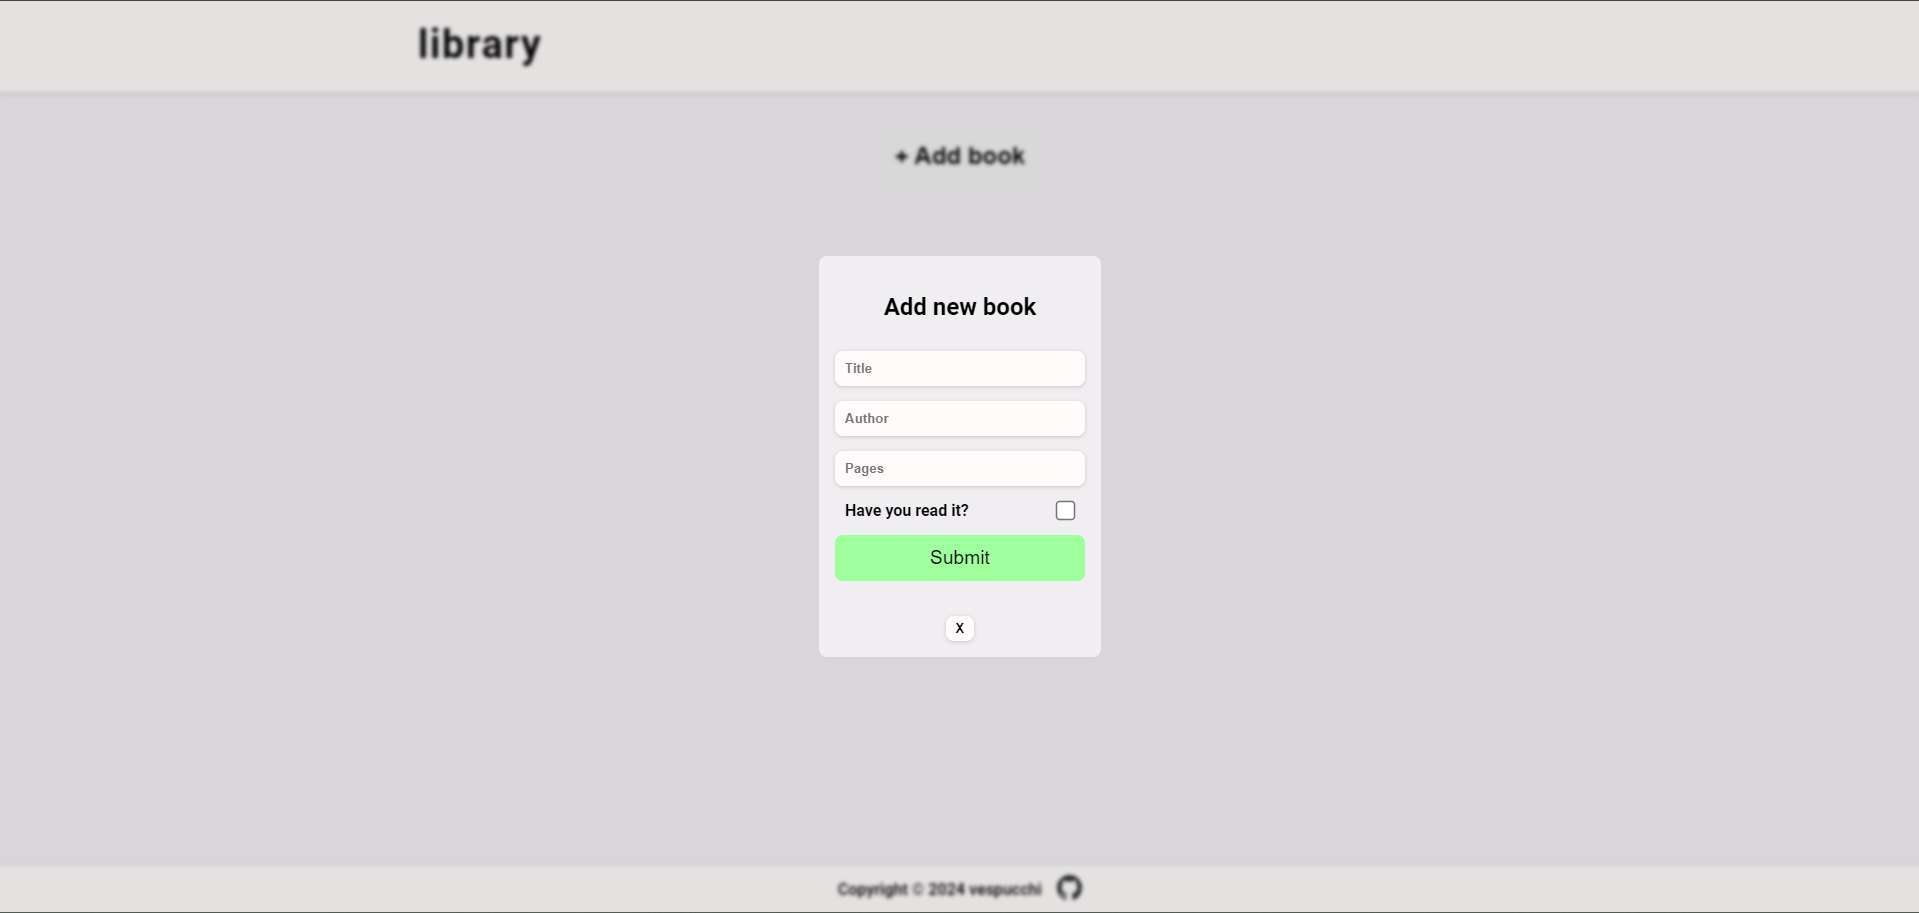 library
+ Add book
Add new book
Title
Author
Pages
Have you read it?
Submit
X
Copyright © 2024 vespucchi